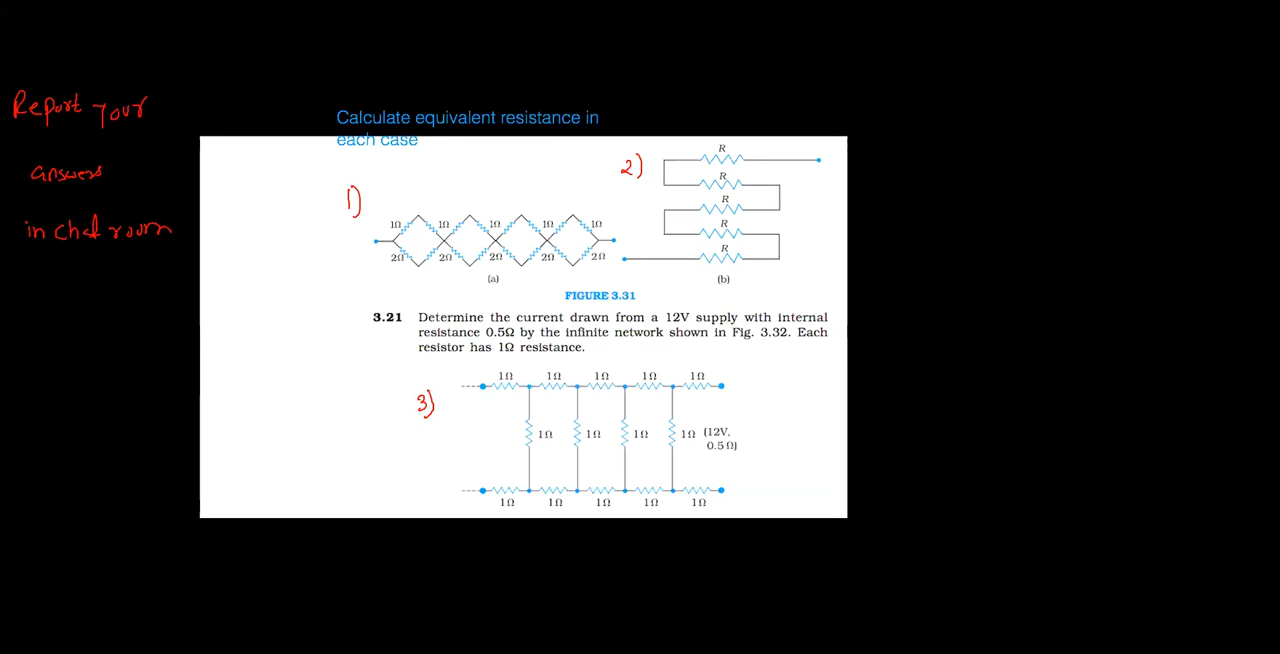 Report your
answers
in chat room
Calculate equivalent resistance in
each case
1)
1Ω 1Ω 1Ω 1Ω 1Ω
2Ω 2Ω 2Ω 2Ω 2Ω
(a)
2)
R
R
R
R
R
(b)
FIGURE 3.31
3.21 Determine the current drawn from a 12V supply with internal
resistance 0.5Ω by the infinite network shown in Fig. 3.32. Each
resistor has 1Ω resistance.
3)
1Ω 1Ω 1Ω 1Ω 1Ω
1Ω 1Ω 1Ω 1Ω (12V,
0.5Ω)
1Ω 1Ω 1Ω 1Ω 1Ω